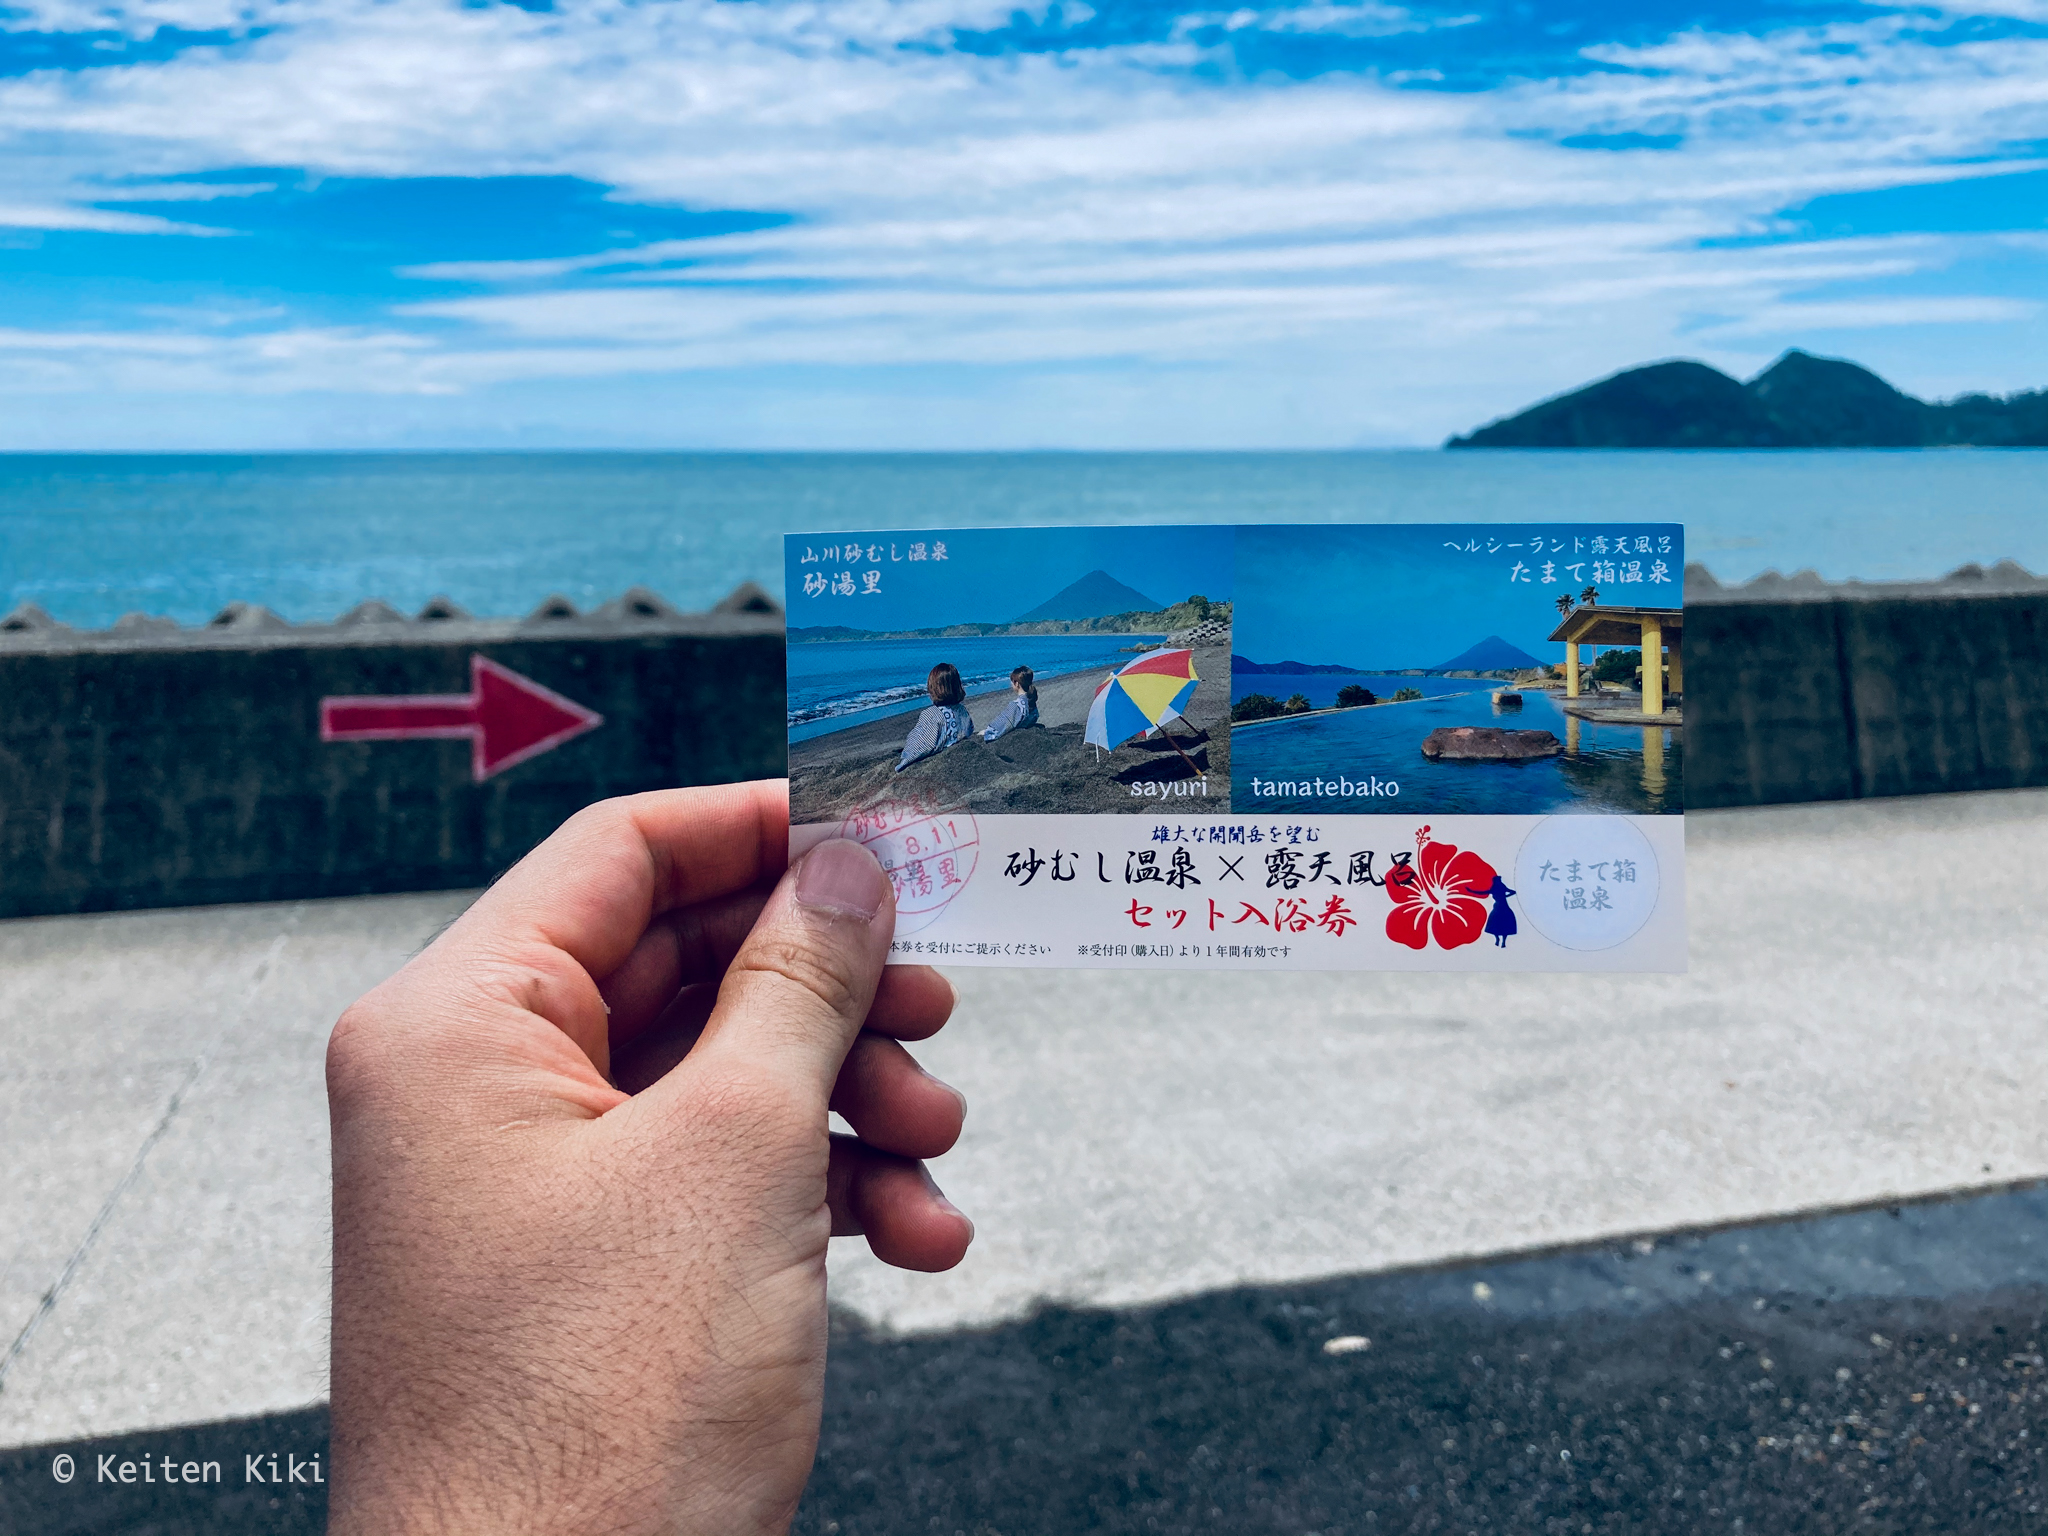 山川砂むし温泉
砂湯里
ヘルシーランド露天風呂
たまて箱温泉
sayuri
tamatebako
8.11
砂湯里
雄大な開聞岳を望む
砂むし温泉×露天風呂
セット入浴券
たまて箱
温泉
本券を受付にご提示ください ※受付印(購入日)より1年間有効です
© Keiten Kiki